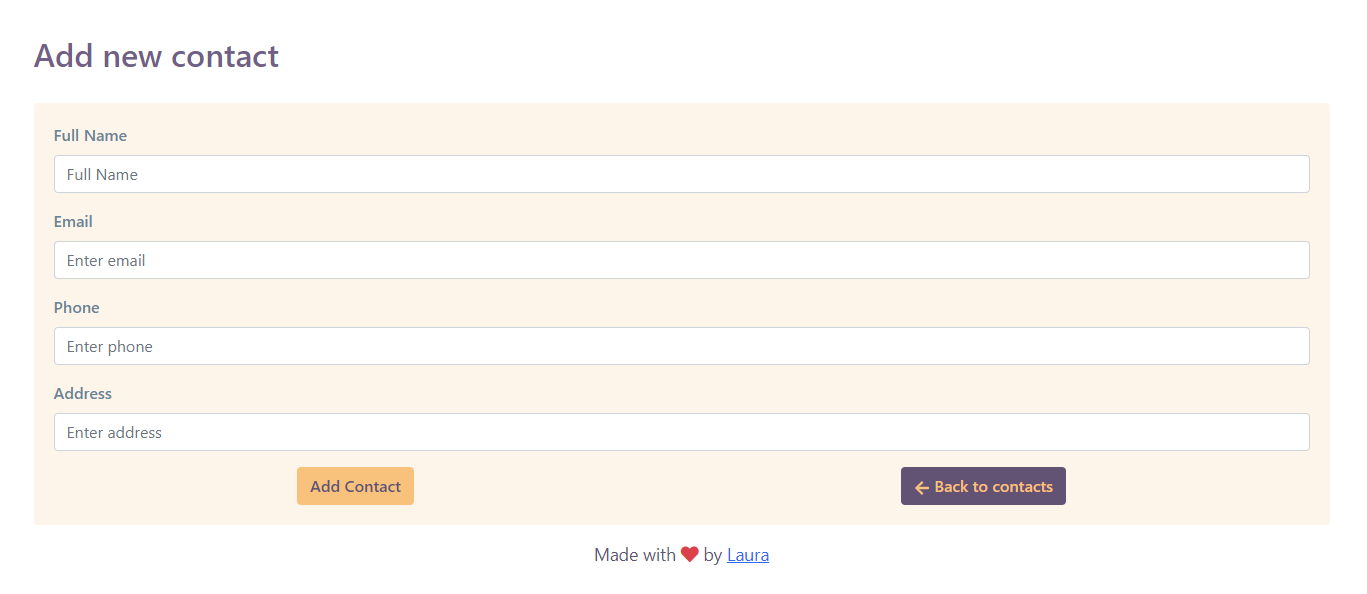 Add new contact
Full Name
Full Name
Email
Enter email
Phone
Enter phone
Address
Enter address
Add Contact
Back to contacts
Made with by Laura